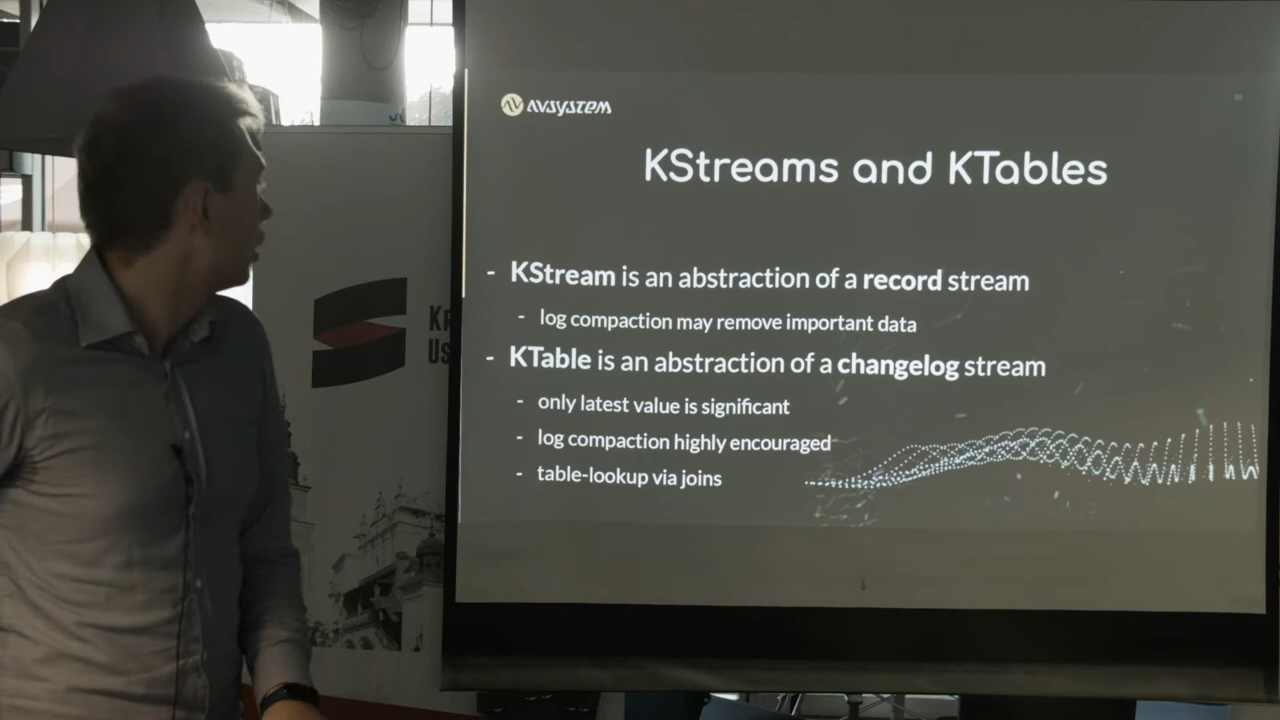 AVSYSTEM
KStreams and KTables
- KStream is an abstraction of a record stream
- log compaction may remove important data
- KTable is an abstraction of a changelog stream
- only latest value is significant
- log compaction highly encouraged
- table-lookup via joins